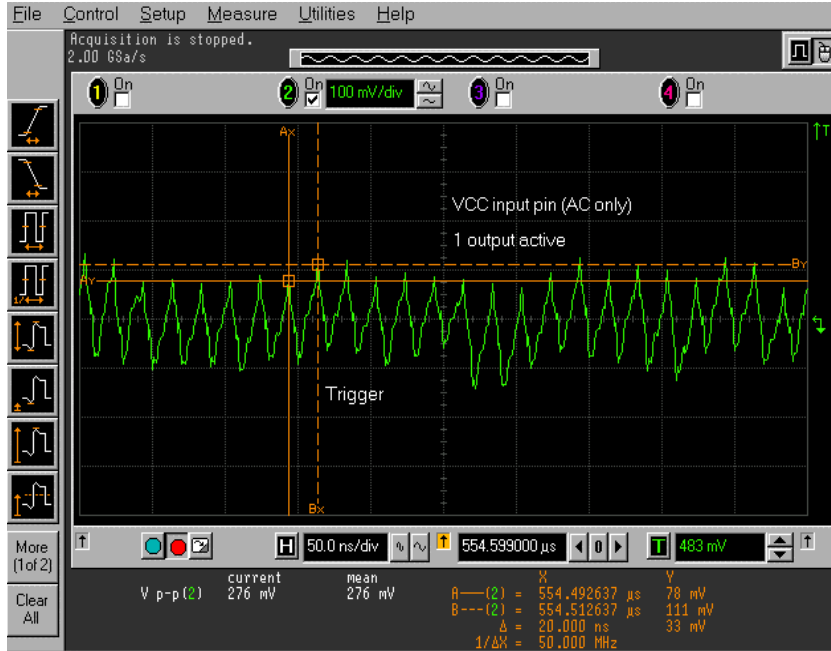 File Control Setup Measure Utilities Help
Acquisition is stopped.
2.00 GSa/s
1 On 2 On 100 mV/div 3 On 4 On
T
Ax
VCC input pin (AC only)
1 output active
By
Ay
1/
Trigger
Bx
More
(1of 2)
Clear
All
H 50.0 ns/div 554.599000 µs 0 T 483 mV
current mean X Y
V p-p(2) 276 mV 276 mV A—(2) = 554.492637 µs 78 mV
B---(2) = 554.512637 µs 111 mV
Δ = 20.000 ns 33 mV
1/ΔX = 50.000 MHz